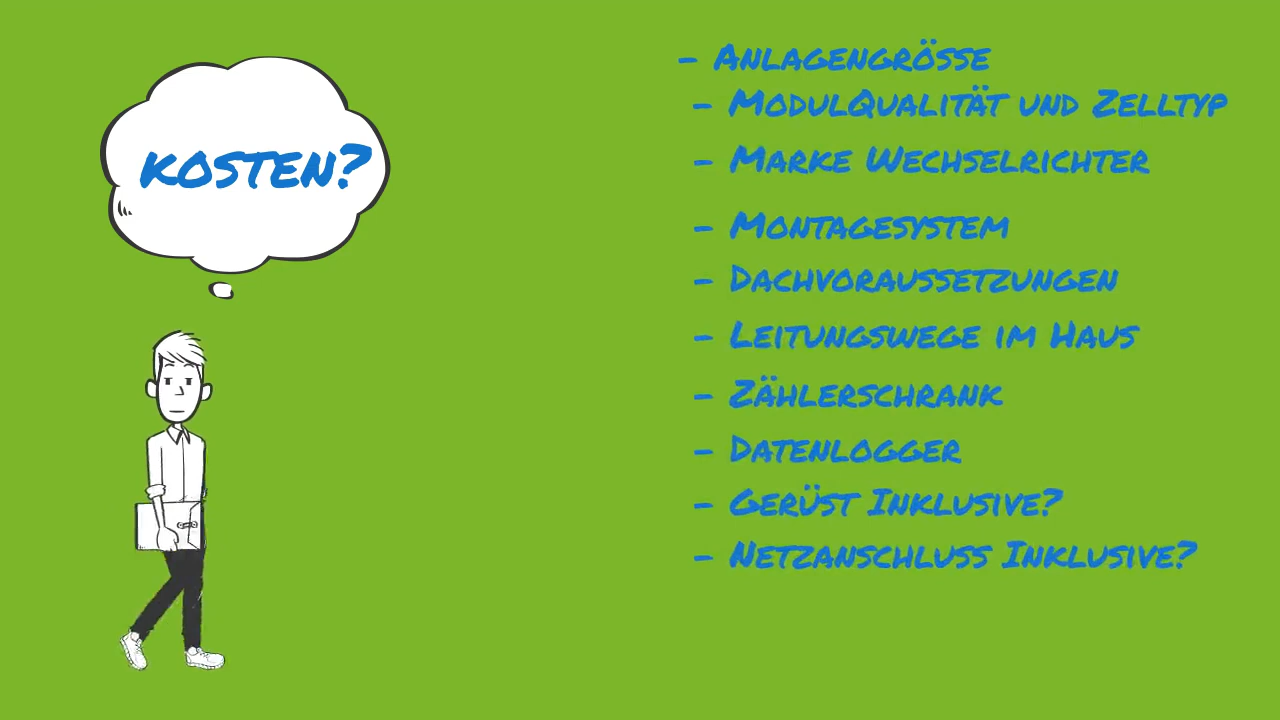 KOSTEN?
- ANLAGENGRÖSSE
- MODULQUALITÄT UND ZELLTYP
- MARKE WECHSELRICHTER
- MONTAGESYSTEM
- DACHVORAUSSETZUNGEN
- LEITUNGSWEGE IM HAUS
- ZÄHLERSCHRANK
- DATENLOGGER
- GERÜST INKLUSIVE?
- NETZANSCHLUSS INKLUSIVE?